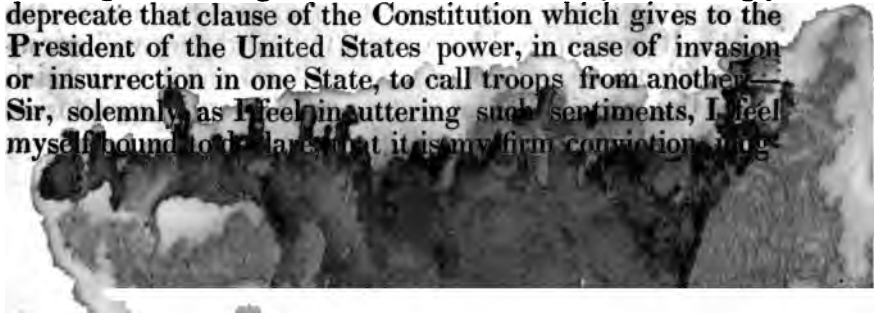 deprecate that clause of the Constitution which gives to the
President of the United States power, in case of invasion
or insurrection in one State, to call troops from another—
Sir, solemnly as I feel in uttering such sentiments, I feel
myself bound to declare, that it is my firm conviction,